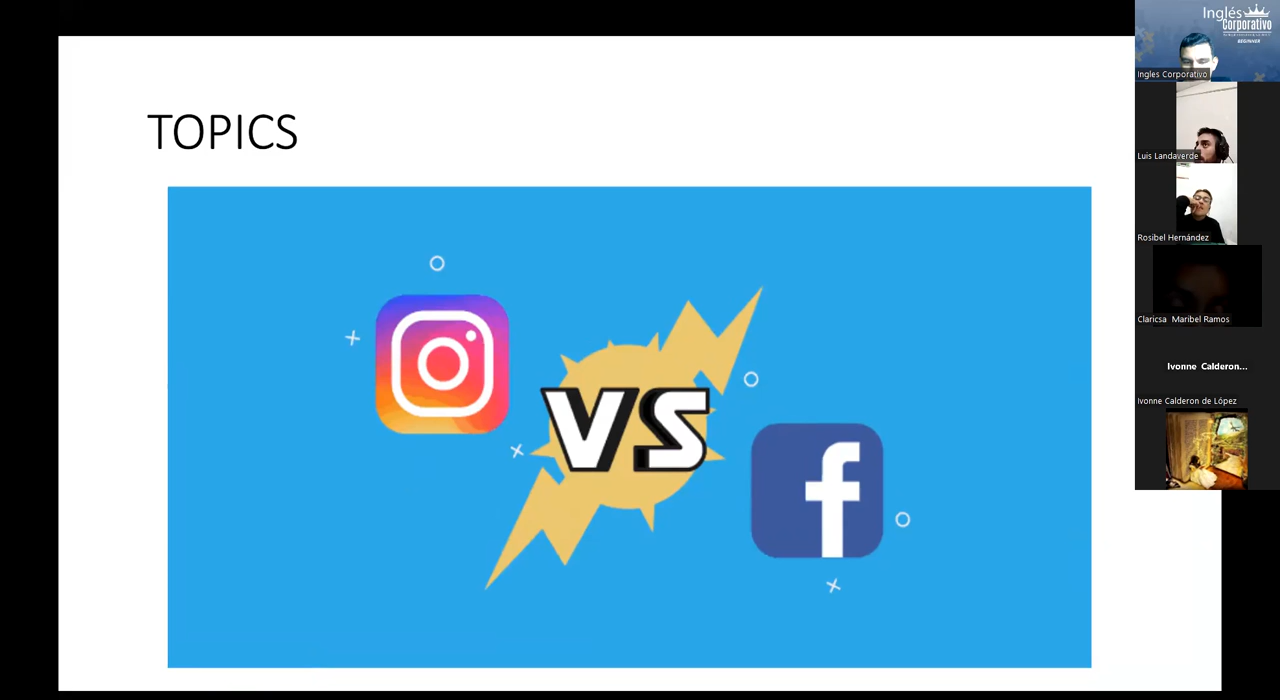 TOPICS
VS
f
Inglés
Corporativo
BEGINNER
Ingles Corporativo
Luis Landaverde
Rosibel Hernández
Claricsa Maribel Ramos
Ivonne Calderon...
Ivonne Calderon de López